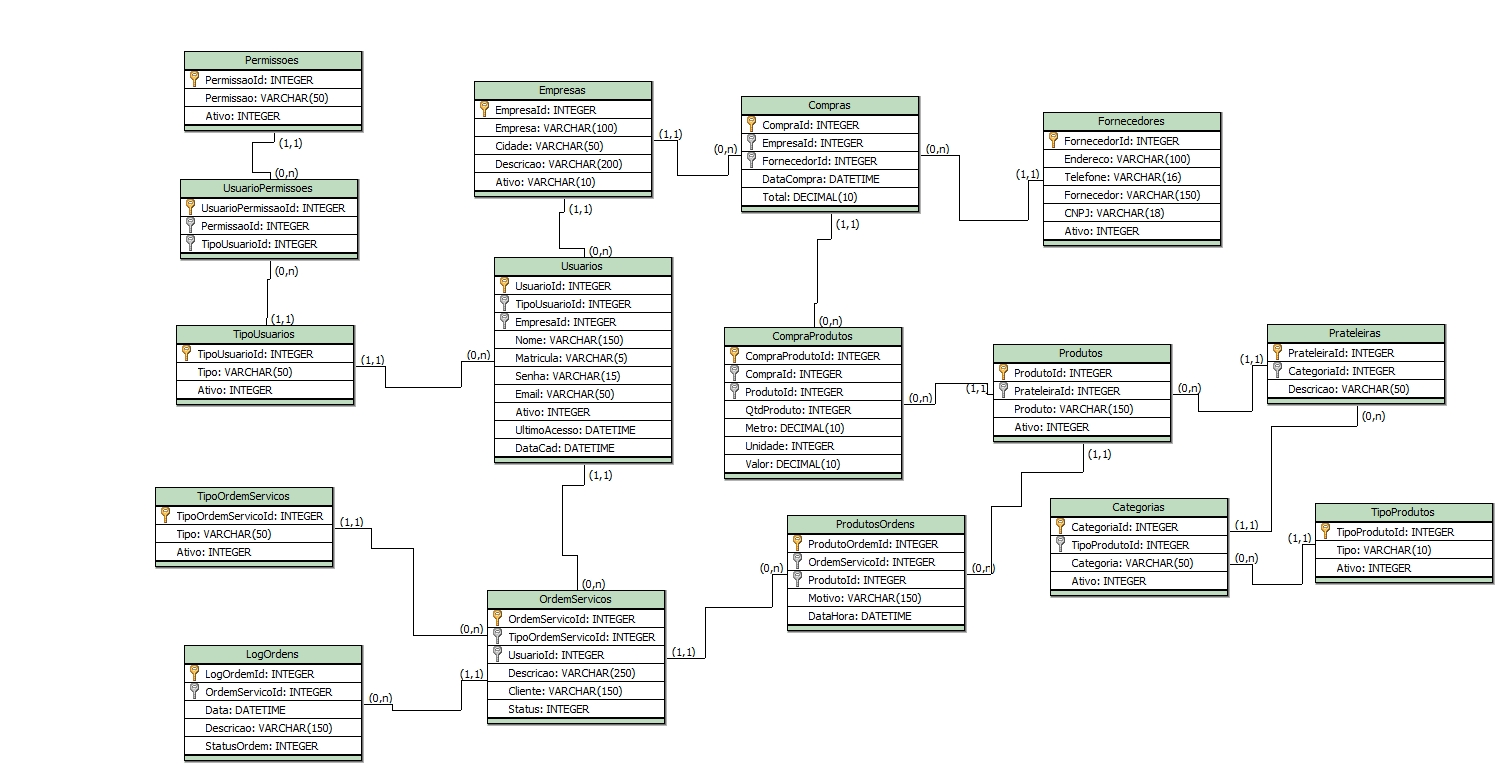 Permissoes
PermissaoId: INTEGER
Permissao: VARCHAR(50)
Ativo: INTEGER
(1,1)
(0,n)
UsuarioPermissoes
UsuarioPermissaoId: INTEGER
PermissaoId: INTEGER
TipoUsuarioId: INTEGER
(0,n)
(1,1)
TipoUsuarios
TipoUsuarioId: INTEGER
Tipo: VARCHAR(50)
Ativo: INTEGER
(1,1)
(0,n)
Empresas
EmpresaId: INTEGER
Empresa: VARCHAR(100)
Cidade: VARCHAR(50)
Descricao: VARCHAR(200)
Ativo: VARCHAR(10)
(1,1)
(0,n)
(1,1)
(0,n)
Usuarios
UsuarioId: INTEGER
TipoUsuarioId: INTEGER
EmpresaId: INTEGER
Nome: VARCHAR(150)
Matricula: VARCHAR(5)
Senha: VARCHAR(15)
Email: VARCHAR(50)
Ativo: INTEGER
UltimoAcesso: DATETIME
DataCad: DATETIME
(1,1)
(0,n)
Compras
CompraId: INTEGER
EmpresaId: INTEGER
FornecedorId: INTEGER
DataCompra: DATETIME
Total: DECIMAL(10)
(0,n)
(1,1)
(1,1)
(0,n)
Fornecedores
FornecedorId: INTEGER
Endereco: VARCHAR(100)
Telefone: VARCHAR(16)
Fornecedor: VARCHAR(150)
CNPJ: VARCHAR(18)
Ativo: INTEGER
CompraProdutos
CompraProdutoId: INTEGER
CompraId: INTEGER
ProdutoId: INTEGER
QtdProduto: INTEGER
Metro: DECIMAL(10)
Unidade: INTEGER
Valor: DECIMAL(10)
(0,n)
(1,1)
Produtos
ProdutoId: INTEGER
PrateleiraId: INTEGER
Produto: VARCHAR(150)
Ativo: INTEGER
(0,n)
(1,1)
(1,1)
Prateleiras
PrateleiraId: INTEGER
CategoriaId: INTEGER
Descricao: VARCHAR(50)
(0,n)
TipoOrdemServicos
TipoOrdemServicoId: INTEGER
Tipo: VARCHAR(50)
Ativo: INTEGER
(1,1)
(0,n)
LogOrdens
LogOrdemId: INTEGER
OrdemServicoId: INTEGER
Data: DATETIME
Descricao: VARCHAR(150)
StatusOrdem: INTEGER
(0,n)
(1,1)
OrdemServicos
OrdemServicoId: INTEGER
TipoOrdemServicoId: INTEGER
UsuarioId: INTEGER
Descricao: VARCHAR(250)
Cliente: VARCHAR(150)
Status: INTEGER
(1,1)
(0,n)
ProdutosOrdens
ProdutoOrdemId: INTEGER
OrdemServicoId: INTEGER
ProdutoId: INTEGER
Motivo: VARCHAR(150)
DataHora: DATETIME
(0,n)
Categorias
CategoriaId: INTEGER
TipoProdutoId: INTEGER
Categoria: VARCHAR(50)
Ativo: INTEGER
(1,1)
(0,n)
(1,1)
TipoProdutos
TipoProdutoId: INTEGER
Tipo: VARCHAR(10)
Ativo: INTEGER